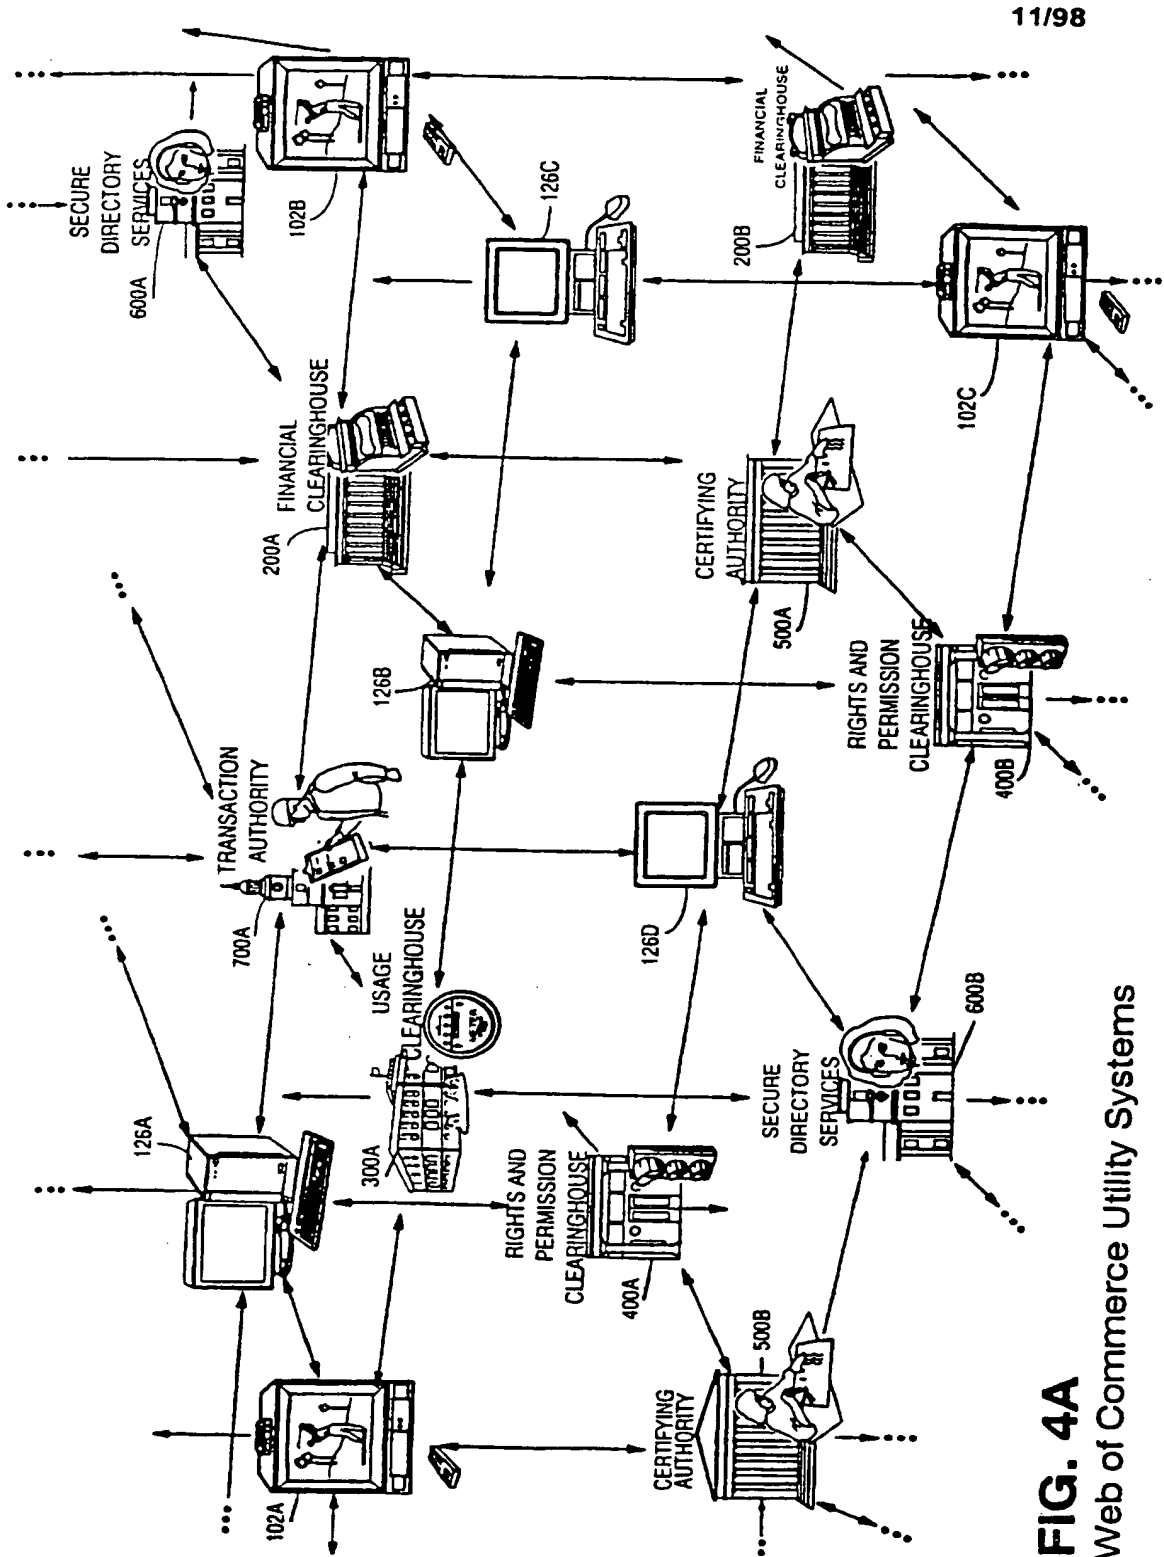 11/98
SECURE
DIRECTORY
SERVICES
600A
102B
126C
FINANCIAL
CLEARINGHOUSE
200B
102C
FINANCIAL
CLEARINGHOUSE
200A
CERTIFYING
AUTHORITY
500A
126B
RIGHTS AND
PERMISSION
CLEARINGHOUSE
400B
TRANSACTION
AUTHORITY
700A
126D
USAGE
CLEARINGHOUSE
METER
300A
126A
SECURE
DIRECTORY
SERVICES
600B
RIGHTS AND
PERMISSION
CLEARINGHOUSE
400A
102A
CERTIFYING
AUTHORITY
500B
FIG. 4A
Web of Commerce Utility Systems